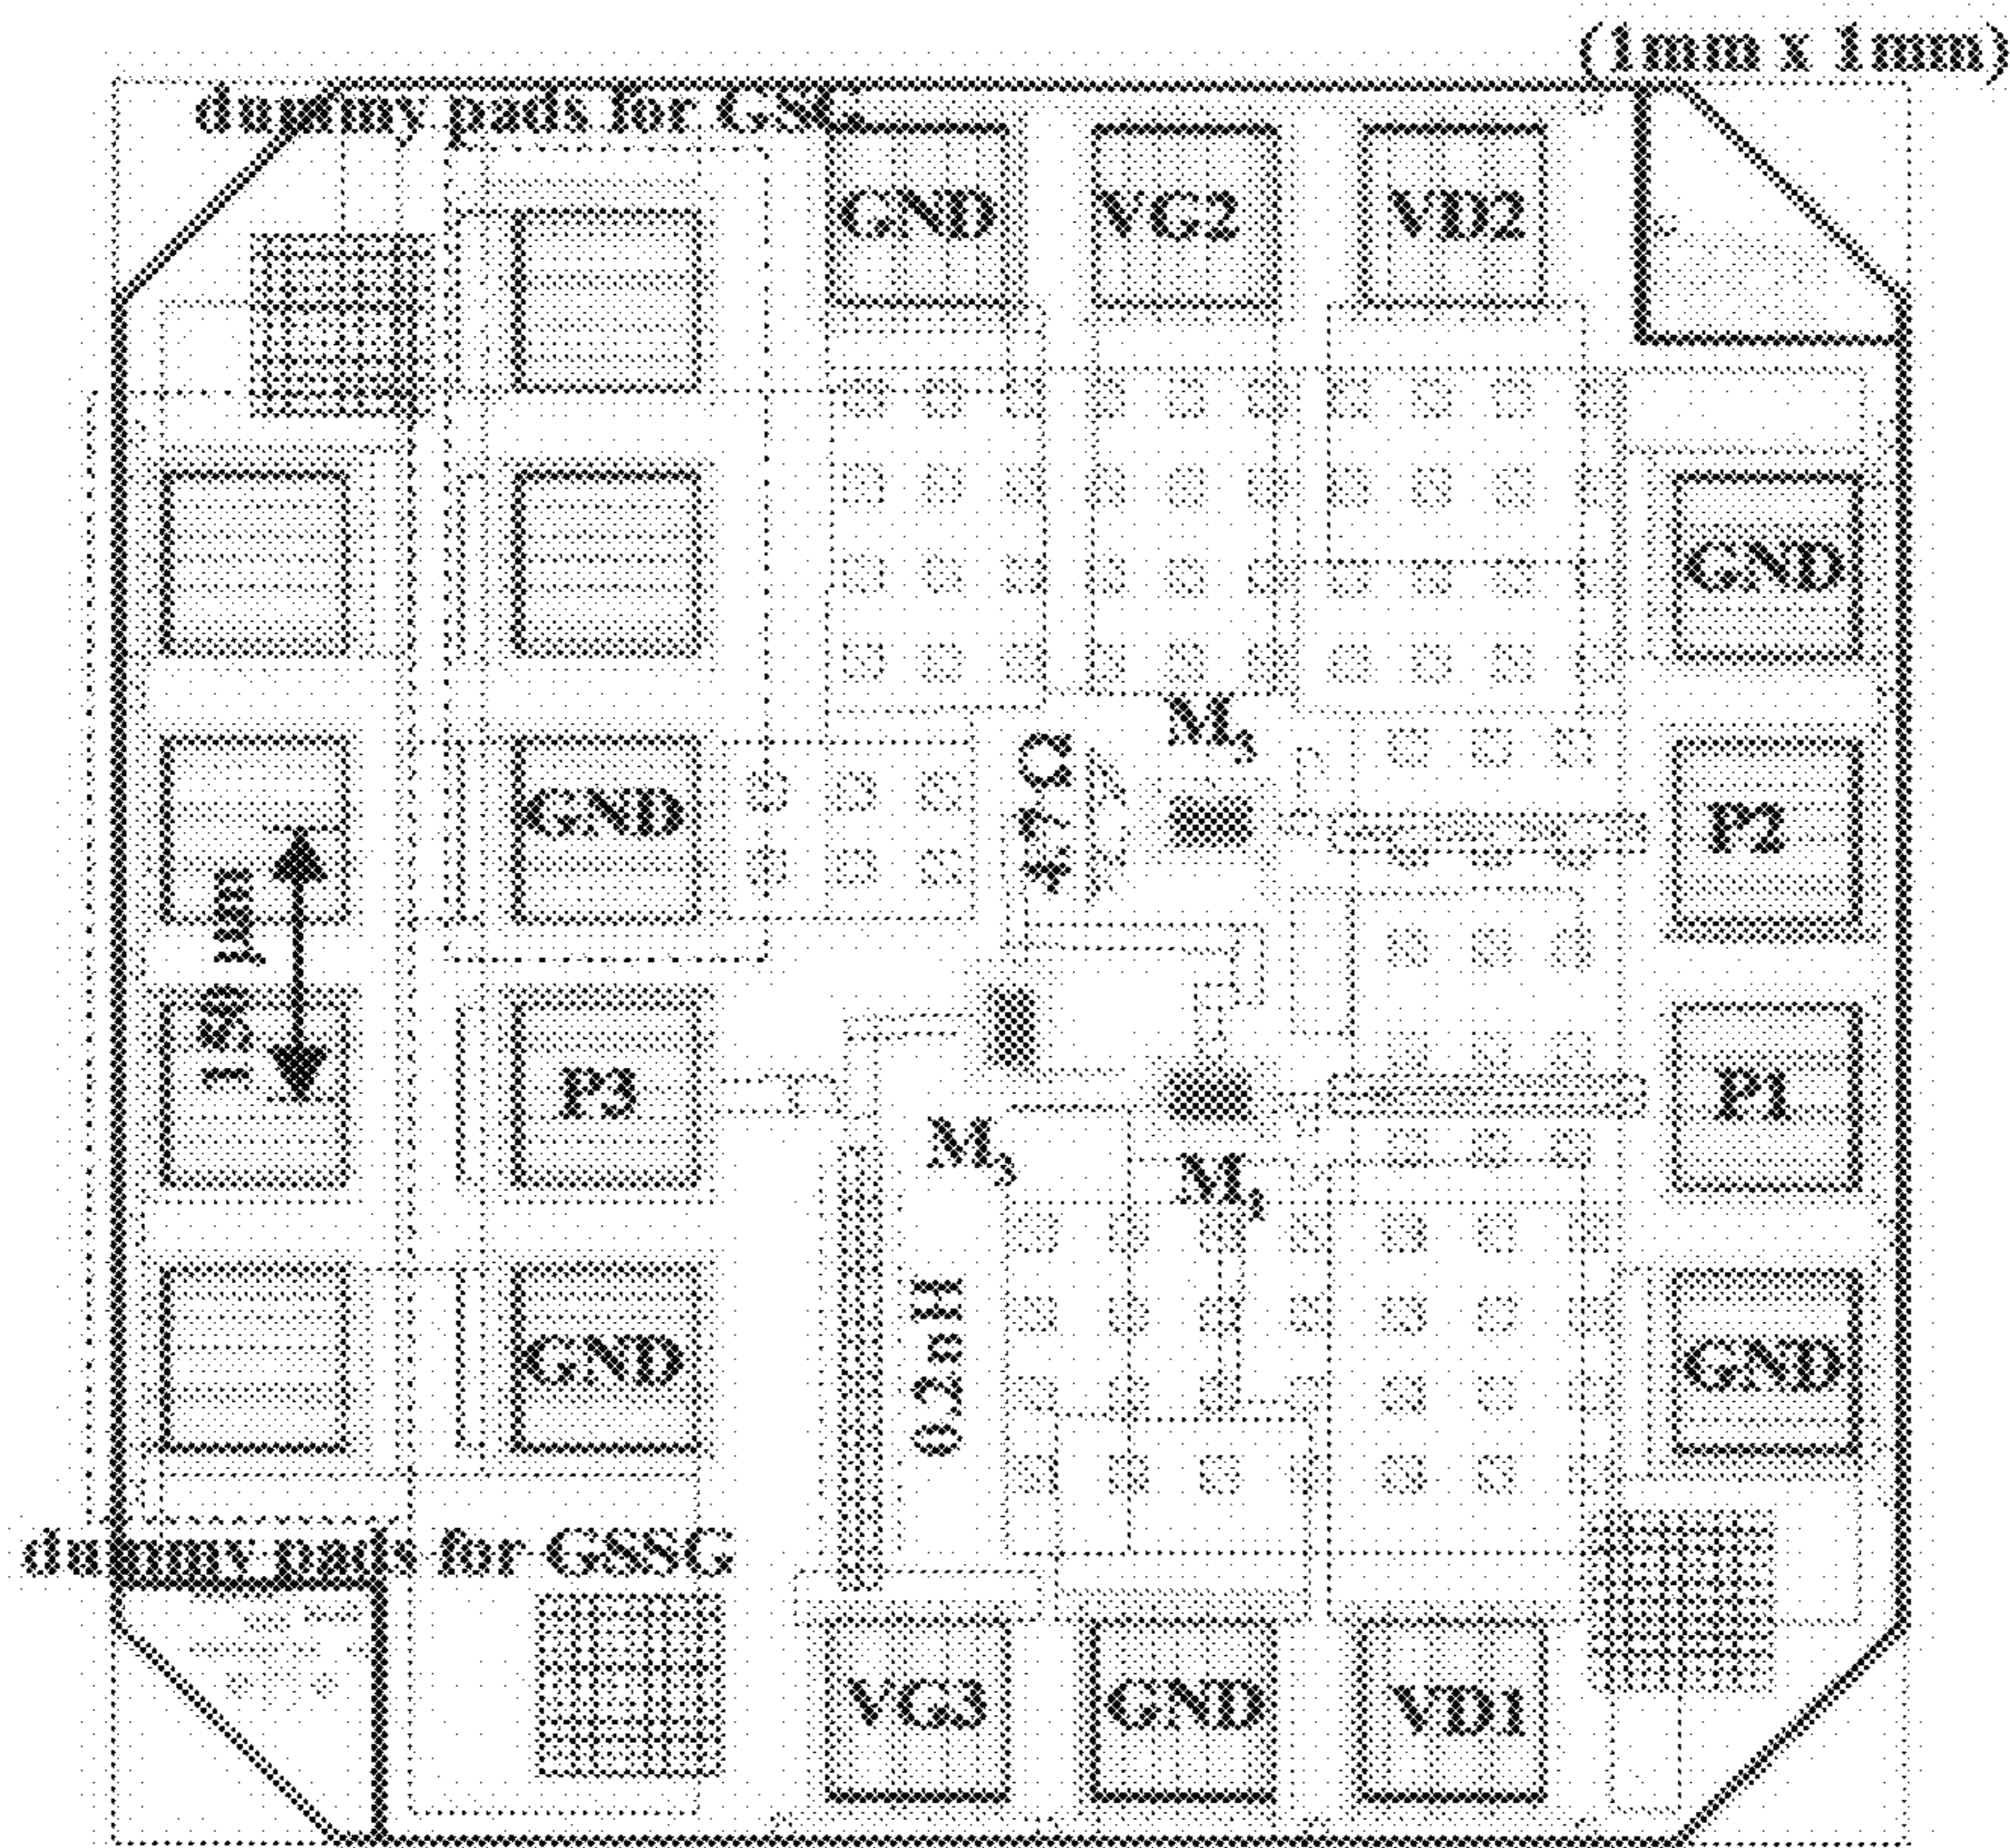 (1mm x 1mm)
dummy pads for GSG
GND
VG2
VD2
GND
M
47 Ω
GND
P2
150 μm
P3
P1
M
M
GND
0.2nH
GND
dummy pads for GSSG
VG3
GND
VD1